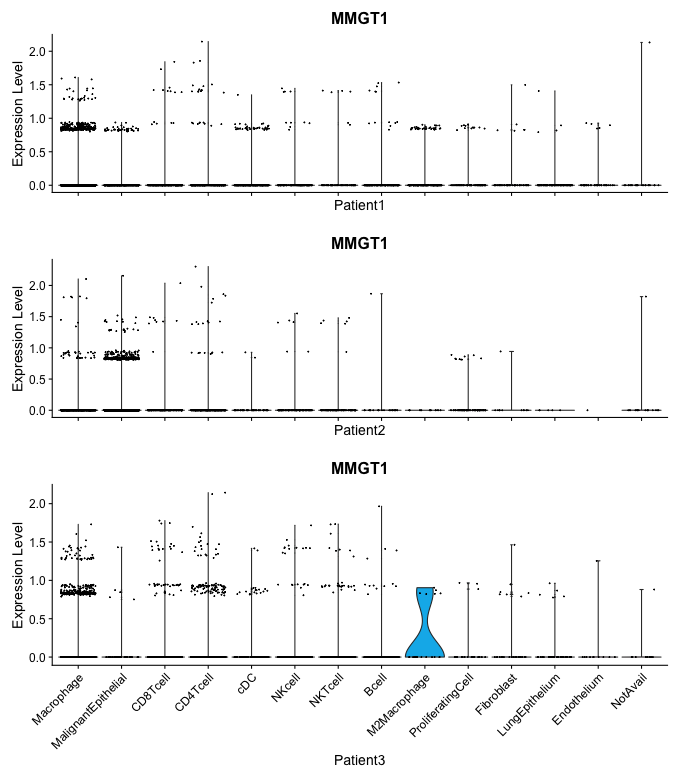 MMGT1
Expression Level
2.0
1.5
1.0
0.5
0.0
Patient1
MMGT1
Expression Level
2.0
1.5
1.0
0.5
0.0
Patient2
MMGT1
Expression Level
2.0
1.5
1.0
0.5
0.0
Macrophage
MalignantEpithelial
CD8Tcell
CD4Tcell
cDC
NKcell
NKTcell
Bcell
M2Macrophage
ProliferatingCell
Fibroblast
LungEpithelium
Endothelium
NotAvail
Patient3